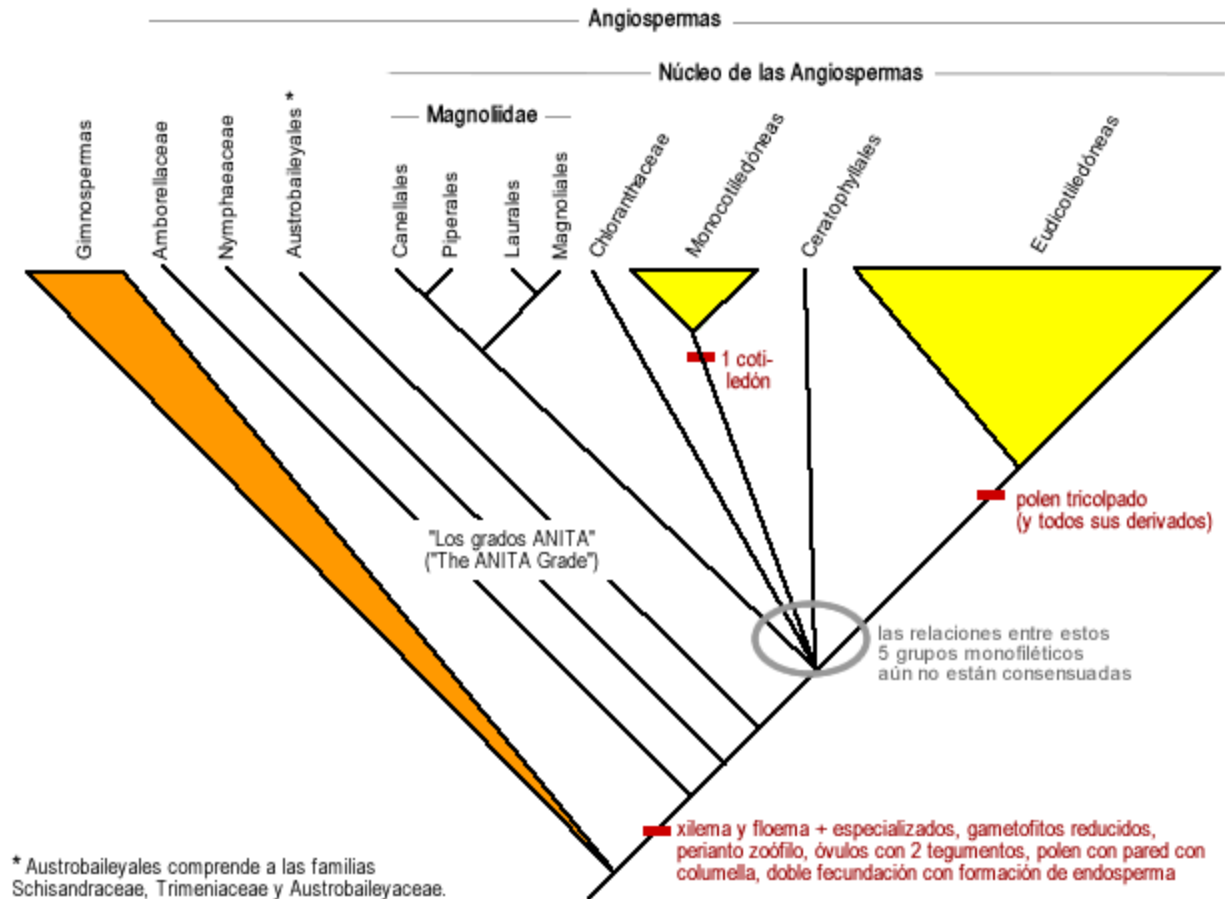 Angiospermas
Núcleo de las Angiospermas
Magnoliidae
Gimnospermas
Amborellaceae
Nymphaeaceae
Austrobaileyales *
Canellales
Piperales
Laurales
Magnoliales
Chloranthaceae
Monocotiledóneas
Ceratophyllales
Eudicotiledóneas
1 coti-
ledón
polen tricolpado
(y todos sus derivados)
"Los grados ANITA"
("The ANITA Grade")
las relaciones entre estos
5 grupos monofiléticos
aún no están consensuadas
xilema y floema + especializados, gametofitos reducidos,
perianto zoófilo, óvulos con 2 tegumentos, polen con pared con
columella, doble fecundación con formación de endosperma
* Austrobaileyales comprende a las familias
Schisandraceae, Trimeniaceae y Austrobaileyaceae.